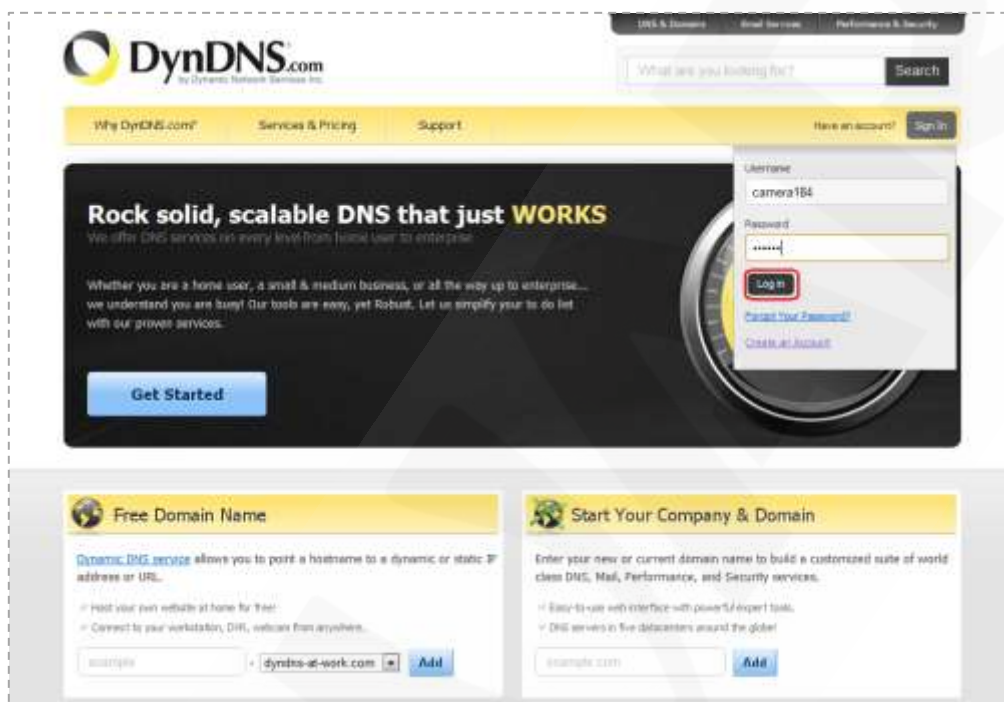 DNS & Domains Email Services Performance & Security
DynDNS.com
by Dynamic Network Services Inc.
What are you looking for?
Search
Why DynDNS.com?
Services & Pricing
Support
Have an account?
Sign In
Username
camera184
Password
•••••••
Log in
Forgot Your Password?
Create an Account
Rock solid, scalable DNS that just WORKS
We offer DNS services on every level from home user to enterprise
Whether you are a home user, a small & medium business, or all the way up to enterprise...
we understand you are busy! Our tools are easy, yet Robust. Let us simplify your to do list
with our proven services.
Get Started
Free Domain Name
Dynamic DNS service allows you to point a hostname to a dynamic or static IP
address or URL.
Host your own website at home for free!
Connect to your workstation, DVR, webcam from anywhere.
example
. dyndns-at-work.com
Add
Start Your Company & Domain
Enter your new or current domain name to build a customized suite of world
class DNS, Mail, Performance, and Security services.
Easy-to-use web interface with powerful expert tools.
DNS servers in five datacenters around the globe!
example.com
Add